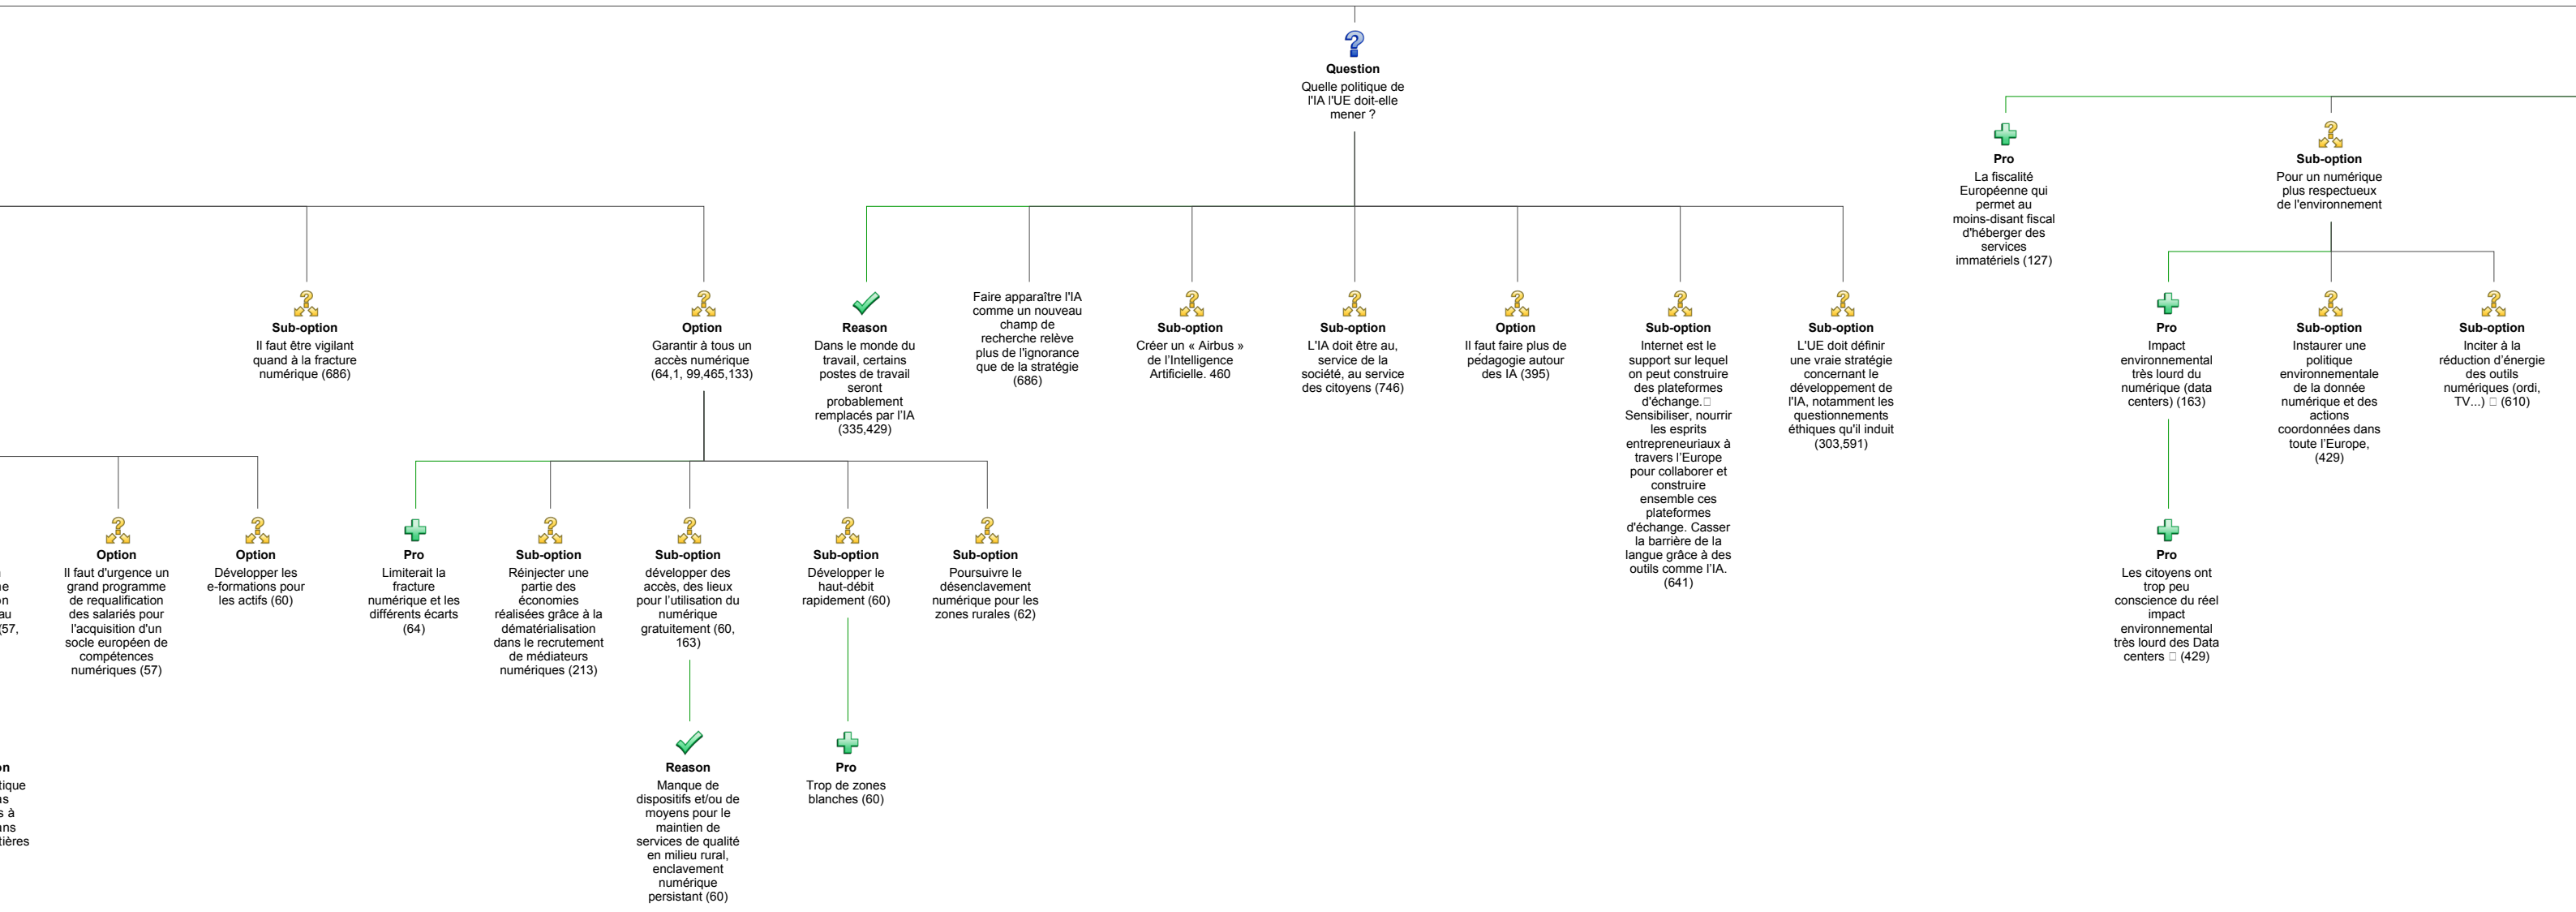 Question
Quelle politique de
l'IA l'UE doit-elle
mener ?
Pro
La fiscalité
Européenne qui
permet au
moins-disant fiscal
d'héberger des
services
immatériels (127)
Sub-option
Pour un numérique
plus respectueux
de l'environnement
Sub-option
Il faut être vigilant
quand à la fracture
numérique (686)
Option
Garantir à tous un
accès numérique
(64,1, 99,465,133)
Reason
Dans le monde du
travail, certains
postes de travail
seront
probablement
remplacés par l'IA
(335,429)
Faire apparaître l'IA
comme un nouveau
champ de
recherche relève
plus de l'ignorance
que de la stratégie
(686)
Sub-option
Créer un « Airbus »
de l'Intelligence
Artificielle. 460
Sub-option
L'IA doit être au,
service de la
société, au service
des citoyens (746)
Option
Il faut faire plus de
pédagogie autour
des IA (395)
Sub-option
Internet est le
support sur lequel
on peut construire
des plateformes
d'échange.
Sensibiliser, nourrir
les esprits
entrepreneuriaux à
travers l'Europe
pour collaborer et
construire
ensemble ces
plateformes
d'échange. Casser
la barrière de la
langue grâce à des
outils comme l'IA.
(641)
Sub-option
L'UE doit définir
une vraie stratégie
concernant le
développement de
l'IA, notamment les
questionnements
éthiques qu'il induit
(303,591)
Pro
Impact
environnemental
très lourd du
numérique (data
centers) (163)
Sub-option
Instaurer une
politique
environnementale
de la donnée
numérique et des
actions
coordonnées dans
toute l'Europe,
(429)
Sub-option
Inciter à la
réduction d'énergie
des outils
numériques (ordi,
TV...) (610)
Option
Il faut d'urgence un
grand programme
de requalification
des salariés pour
l'acquisition d'un
socle européen de
compétences
numériques (57)
Option
Développer les
e-formations pour
les actifs (60)
Pro
Limiterait la
fracture
numérique et les
différents écarts
(64)
Sub-option
Réinjecter une
partie des
économies
réalisées grâce à la
dématérialisation
dans le recrutement
de médiateurs
numériques (213)
Sub-option
développer des
accès, des lieux
pour l'utilisation du
numérique
gratuitement (60,
163)
Sub-option
Développer le
haut-débit
rapidement (60)
Sub-option
Poursuivre le
désenclavement
numérique pour les
zones rurales (62)
Pro
Les citoyens ont
trop peu
conscience du réel
impact
environnemental
très lourd des Data
centers (429)
Reason
Manque de
dispositifs et/ou de
moyens pour le
maintien de
services de qualité
en milieu rural,
enclavement
numérique
persistant (60)
Pro
Trop de zones
blanches (60)